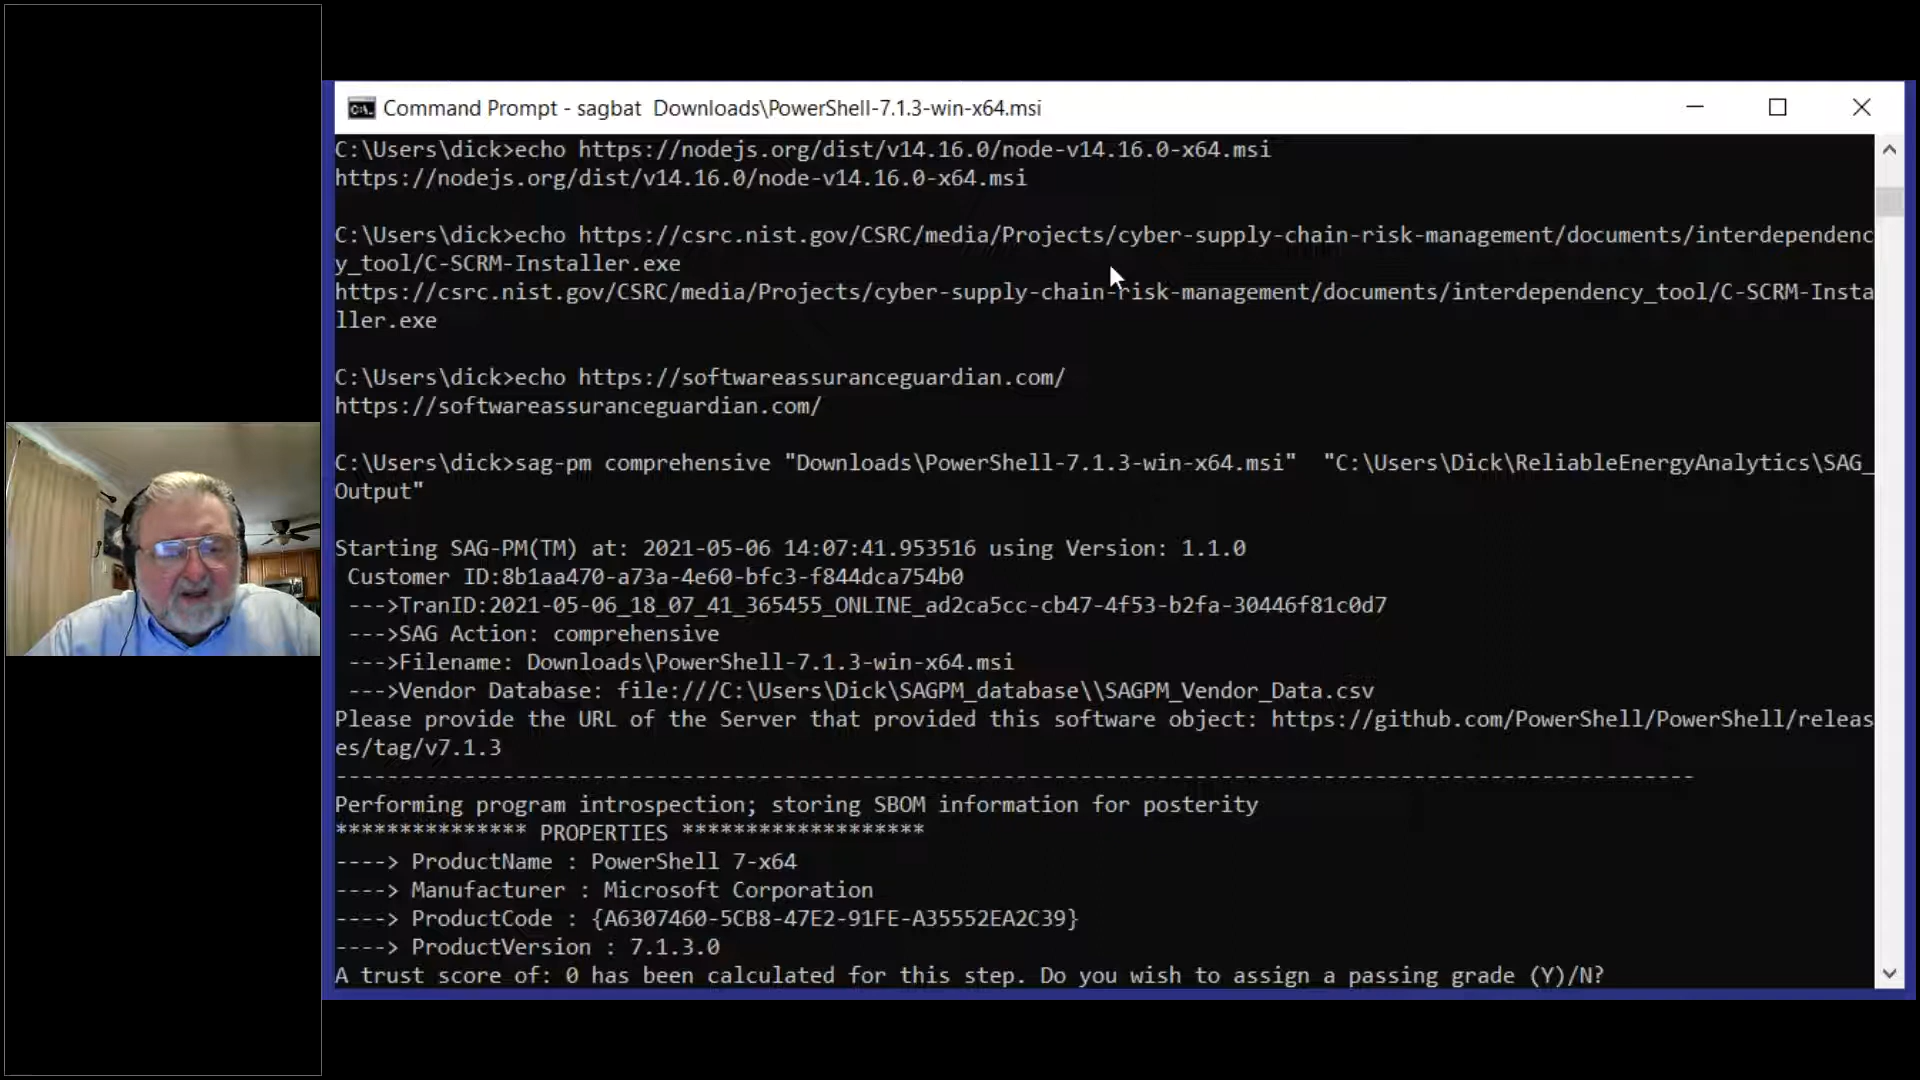 Command Prompt - sagbat  Downloads\PowerShell-7.1.3-win-x64.msi
C:\Users\dick>echo https://nodejs.org/dist/v14.16.0/node-v14.16.0-x64.msi
https://nodejs.org/dist/v14.16.0/node-v14.16.0-x64.msi
C:\Users\dick>echo https://csrc.nist.gov/CSRC/media/Projects/cyber-supply-chain-risk-management/documents/interdependenc
y_tool/C-SCRM-Installer.exe
https://csrc.nist.gov/CSRC/media/Projects/cyber-supply-chain-risk-management/documents/interdependency_tool/C-SCRM-Insta
ller.exe
C:\Users\dick>echo https://softwareassuranceguardian.com/
https://softwareassuranceguardian.com/
C:\Users\dick>sag-pm comprehensive "Downloads\PowerShell-7.1.3-win-x64.msi"  "C:\Users\Dick\ReliableEnergyAnalytics\SAG_
Output"
Starting SAG-PM(TM) at: 2021-05-06 14:07:41.953516 using Version: 1.1.0
Customer ID:8b1aa470-a73a-4e60-bfc3-f844dca754b0
--->TranID:2021-05-06_18_07_41_365455_ONLINE_ad2ca5cc-cb47-4f53-b2fa-30446f81c0d7
--->SAG Action: comprehensive
--->Filename: Downloads\PowerShell-7.1.3-win-x64.msi
--->Vendor Database: file:///C:\Users\Dick\SAGPM_database\\SAGPM_Vendor_Data.csv
Please provide the URL of the Server that provided this software object: https://github.com/PowerShell/PowerShell/releas
es/tag/v7.1.3
----------------------------------------------------------------------------------------------------------
Performing program introspection; storing SBOM information for posterity
*************** PROPERTIES *******************
----> ProductName : PowerShell 7-x64
----> Manufacturer : Microsoft Corporation
----> ProductCode : {A6307460-5CB8-47E2-91FE-A35552EA2C39}
----> ProductVersion : 7.1.3.0
A trust score of: 0 has been calculated for this step. Do you wish to assign a passing grade (Y)/N?